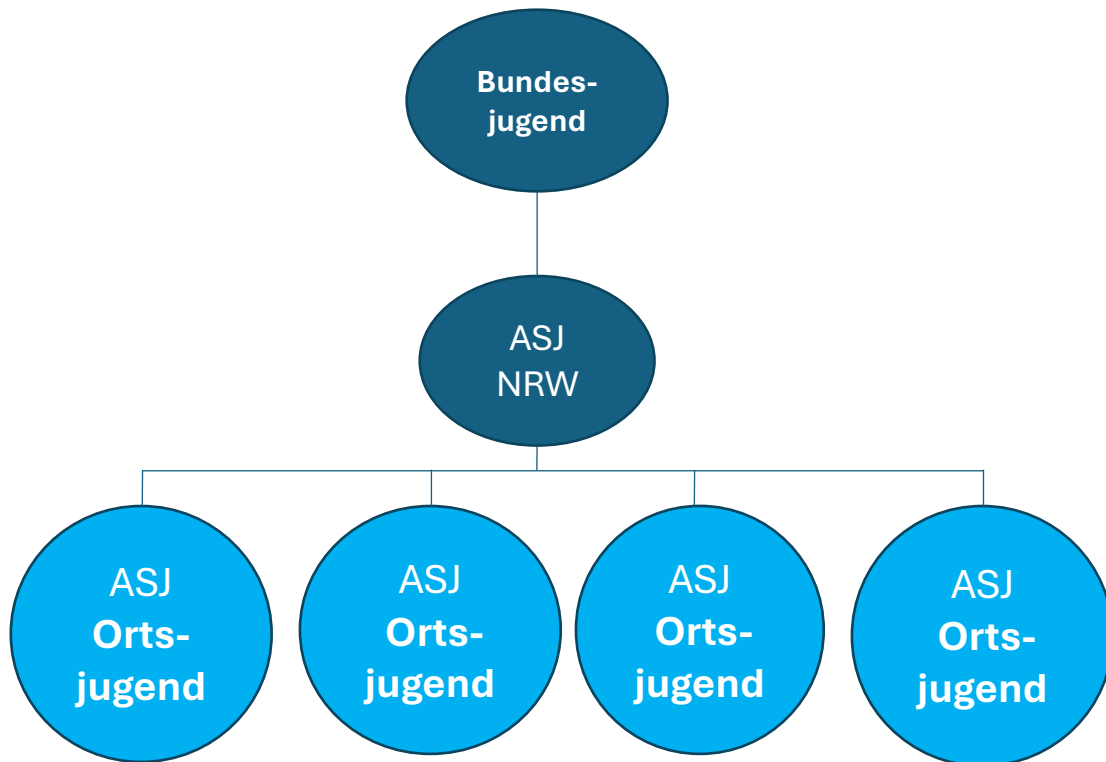 Bundes-
jugend
ASJ
NRW
ASJ
Orts-
jugend
ASJ
Orts-
jugend
ASJ
Orts-
jugend
ASJ
Orts-
jugend